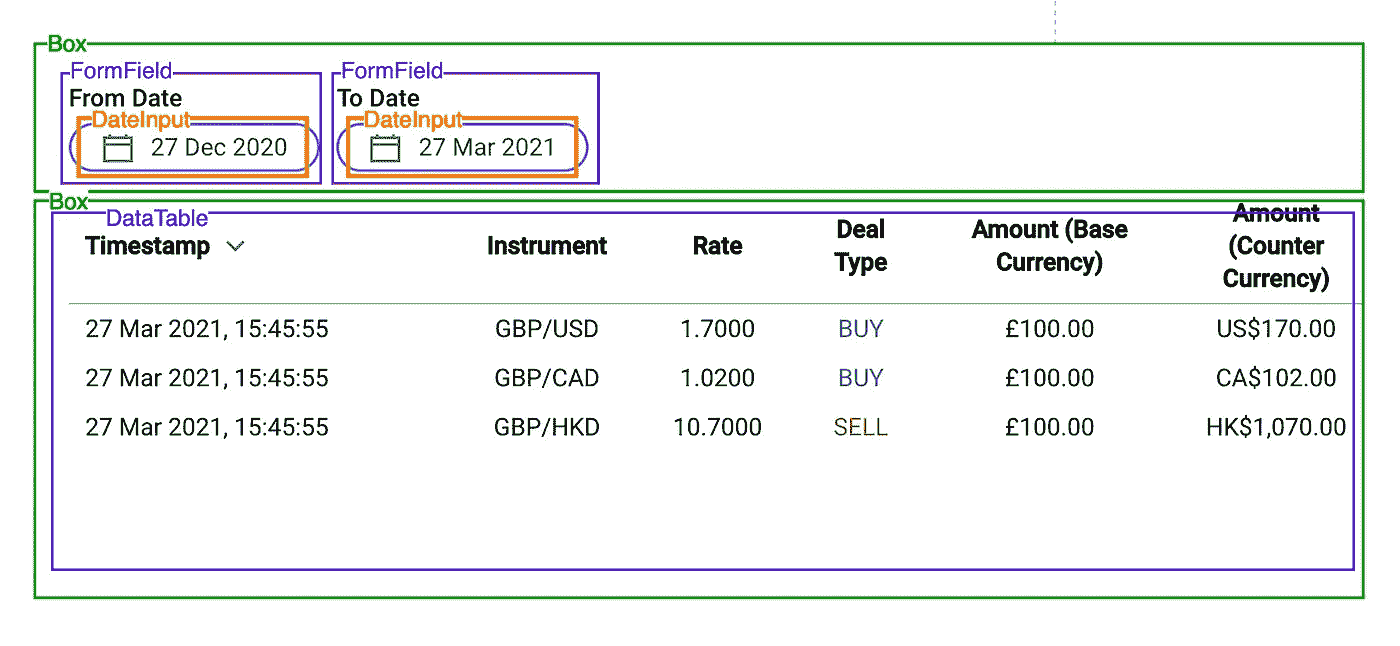 Box
FormField FormField
From Date To Date
DateInput DateInput
27 Dec 2020 27 Mar 2021
Box
DataTable
Timestamp Instrument Rate Deal Type Amount (Base Currency) Amount (Counter Currency)
27 Mar 2021, 15:45:55 GBP/USD 1.7000 BUY £100.00 US$170.00
27 Mar 2021, 15:45:55 GBP/CAD 1.0200 BUY £100.00 CA$102.00
27 Mar 2021, 15:45:55 GBP/HKD 10.7000 SELL £100.00 HK$1,070.00